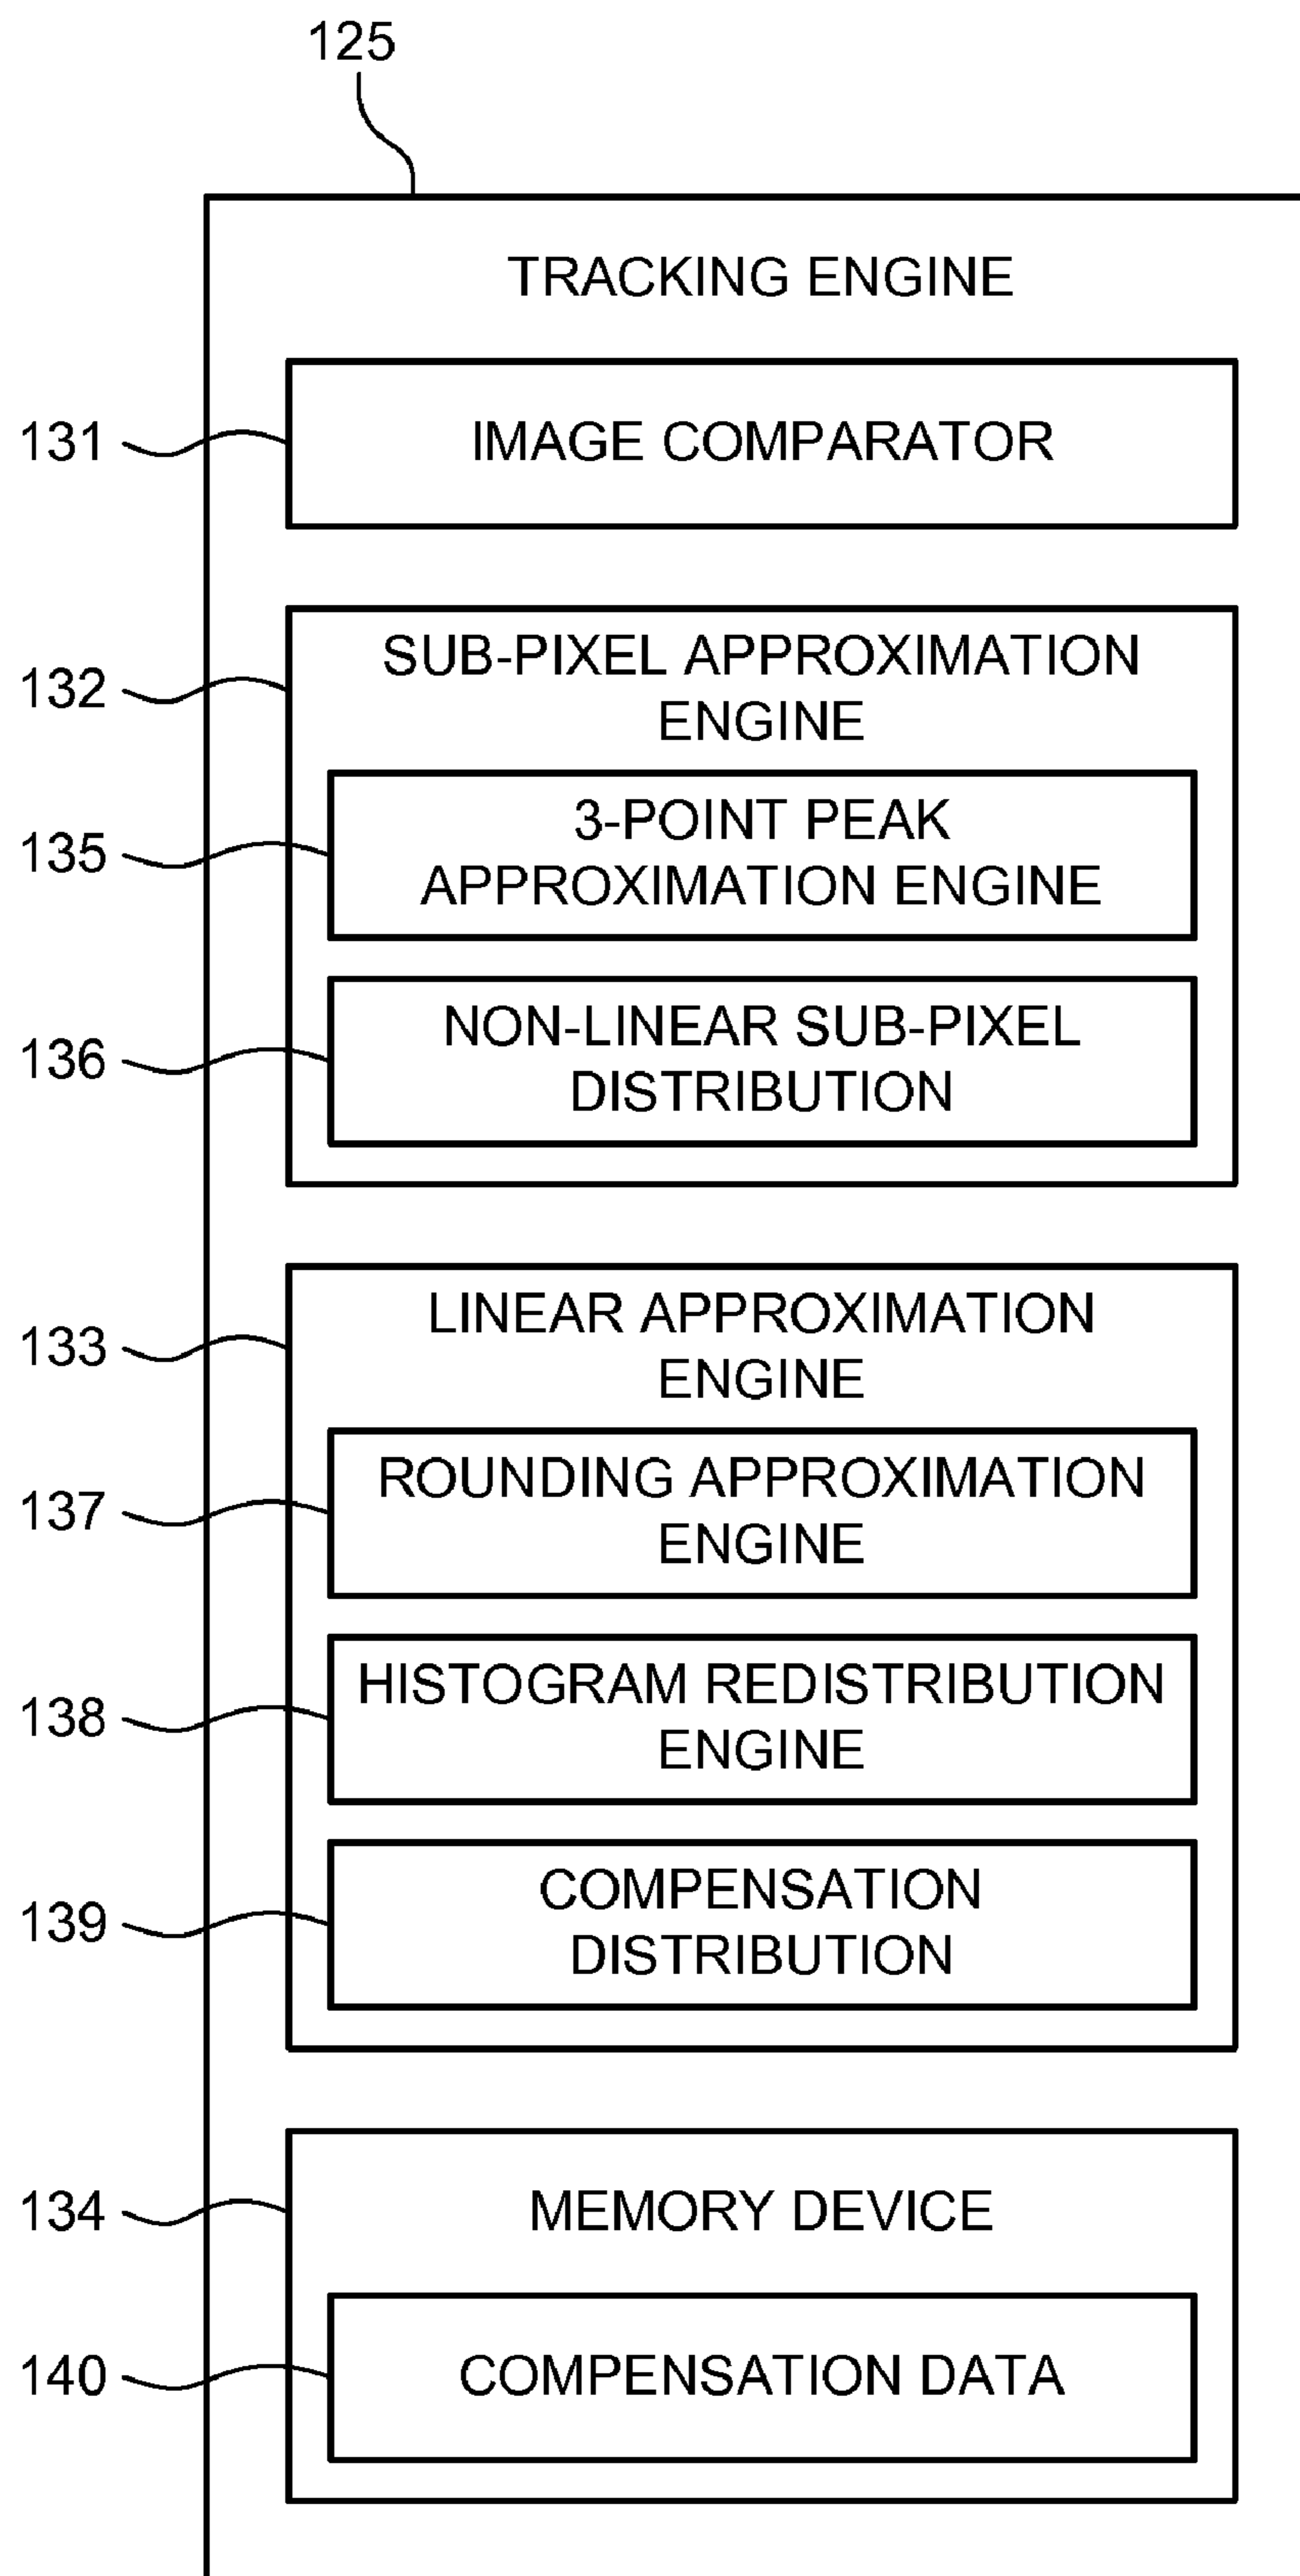 125
TRACKING ENGINE
131
IMAGE COMPARATOR
132
SUB-PIXEL APPROXIMATION
ENGINE
135
3-POINT PEAK
APPROXIMATION ENGINE
136
NON-LINEAR SUB-PIXEL
DISTRIBUTION
133
LINEAR APPROXIMATION
ENGINE
137
ROUNDING APPROXIMATION
ENGINE
138
HISTOGRAM REDISTRIBUTION
ENGINE
139
COMPENSATION
DISTRIBUTION
134
MEMORY DEVICE
140
COMPENSATION DATA